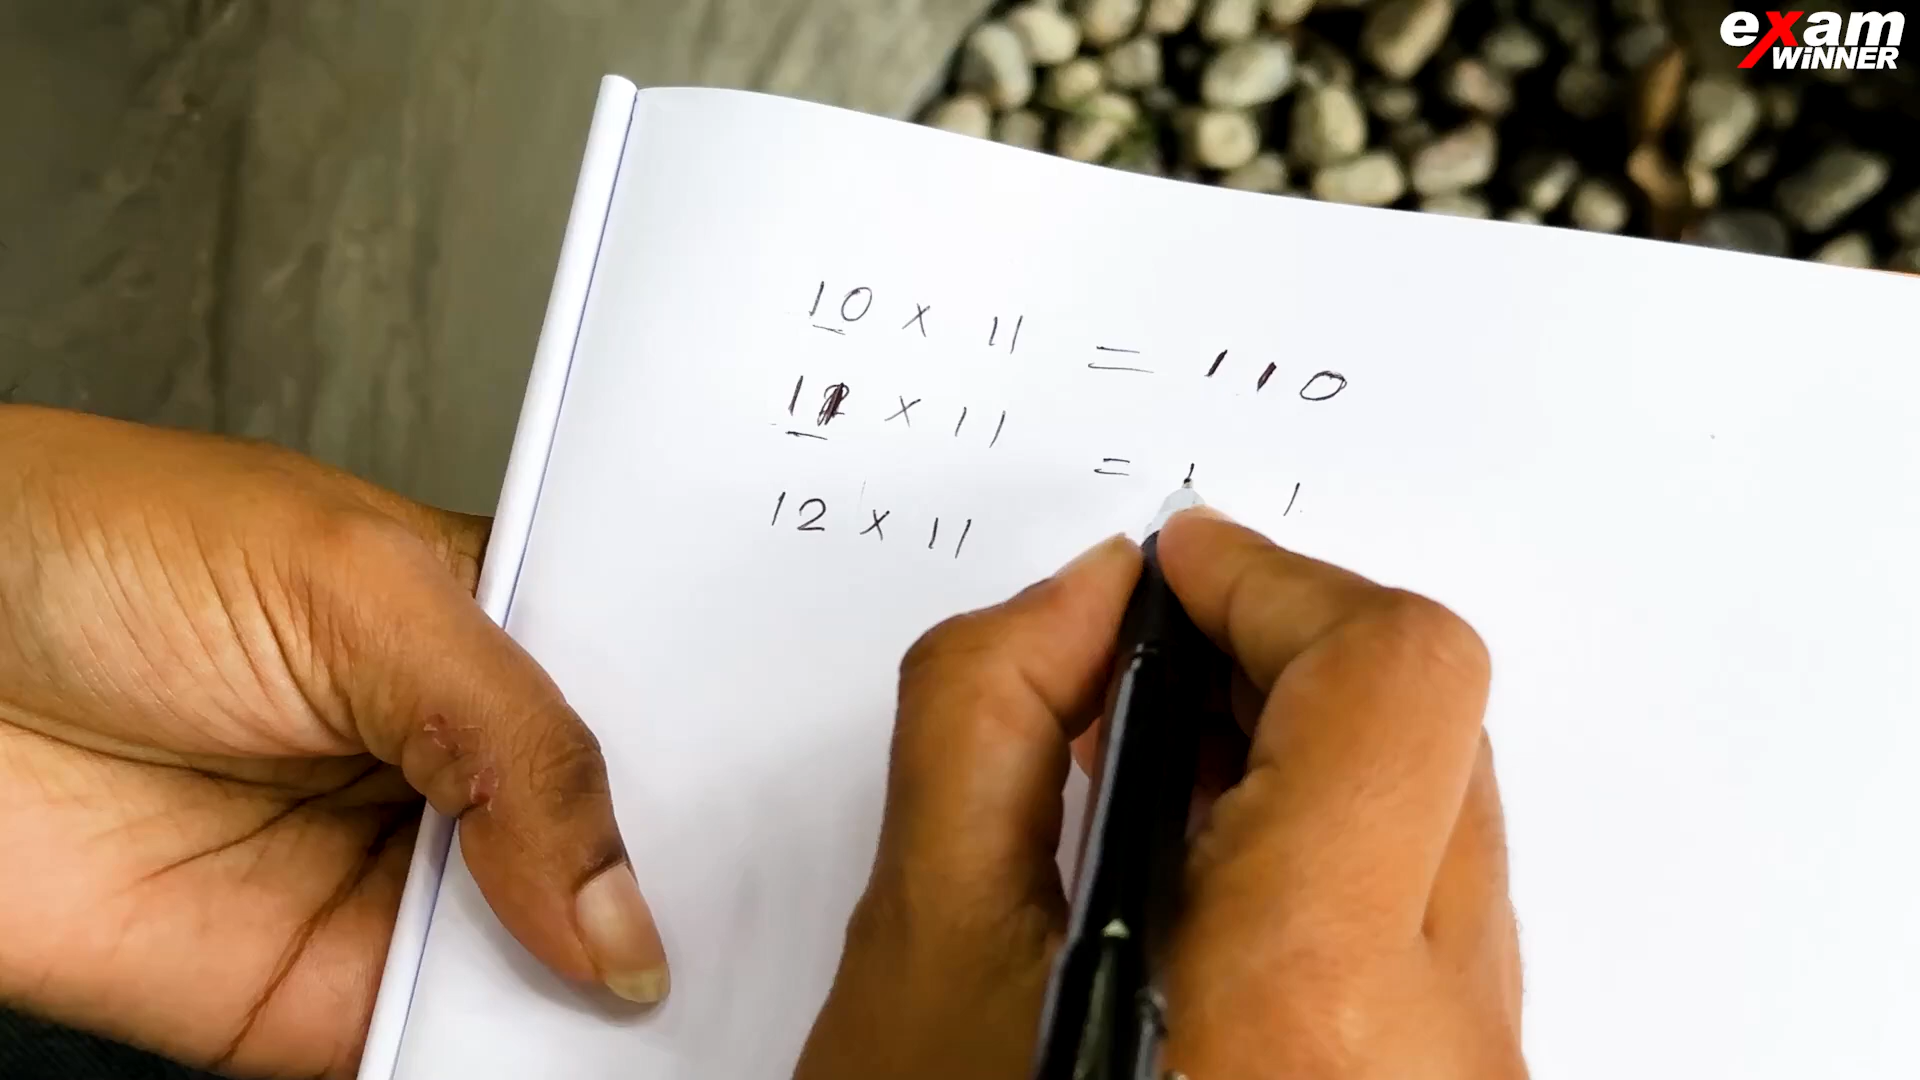 exam
WiNNER
10 x 11 = 110
11 x 11 = 1 1
12 x 11